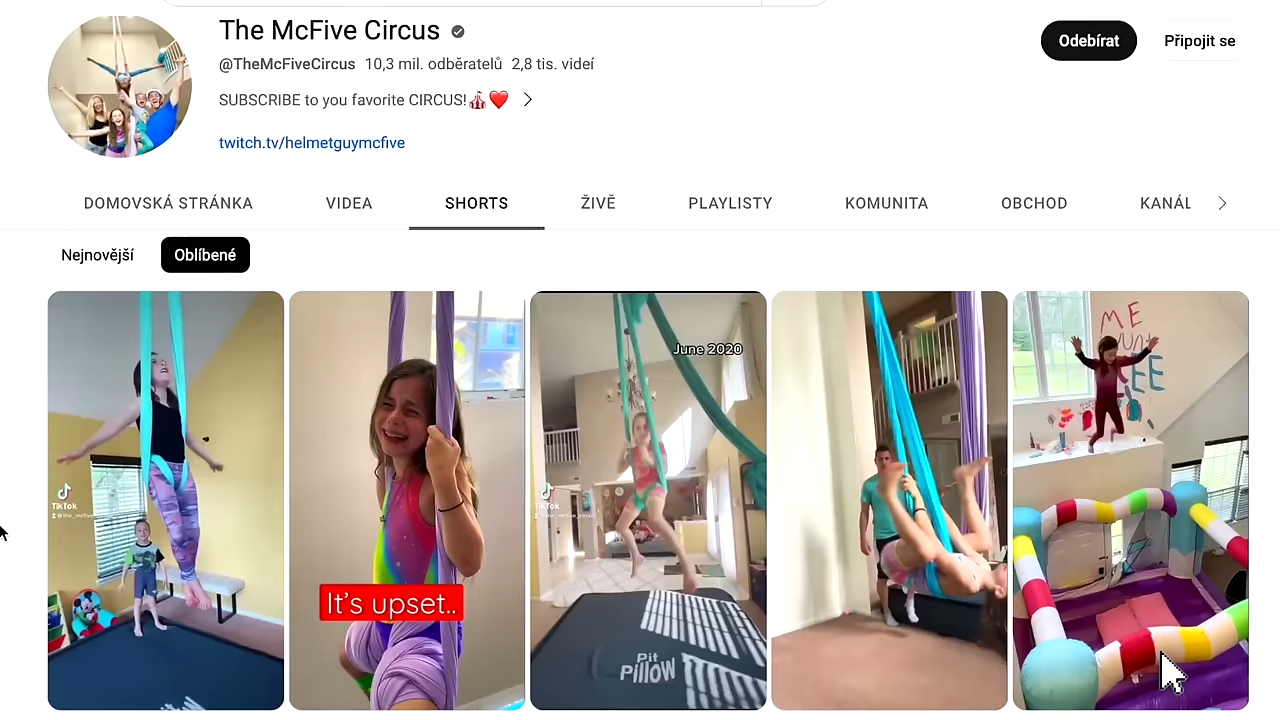 The McFive Circus
@TheMcFiveCircus 10,3 mil. odběratelů 2,8 tis. videí
SUBSCRIBE to you favorite CIRCUS!🎪❤️
twitch.tv/helmetguymcfive
Odebírat
Připojit se
DOMOVSKÁ STRÁNKA
VIDEA
SHORTS
ŽIVĚ
PLAYLISTY
KOMUNITA
OBCHOD
KANÁL
Nejnovější
Oblíbené
TikTok
It's upset..
June 2020
TikTok
Pit
Pillow
ME